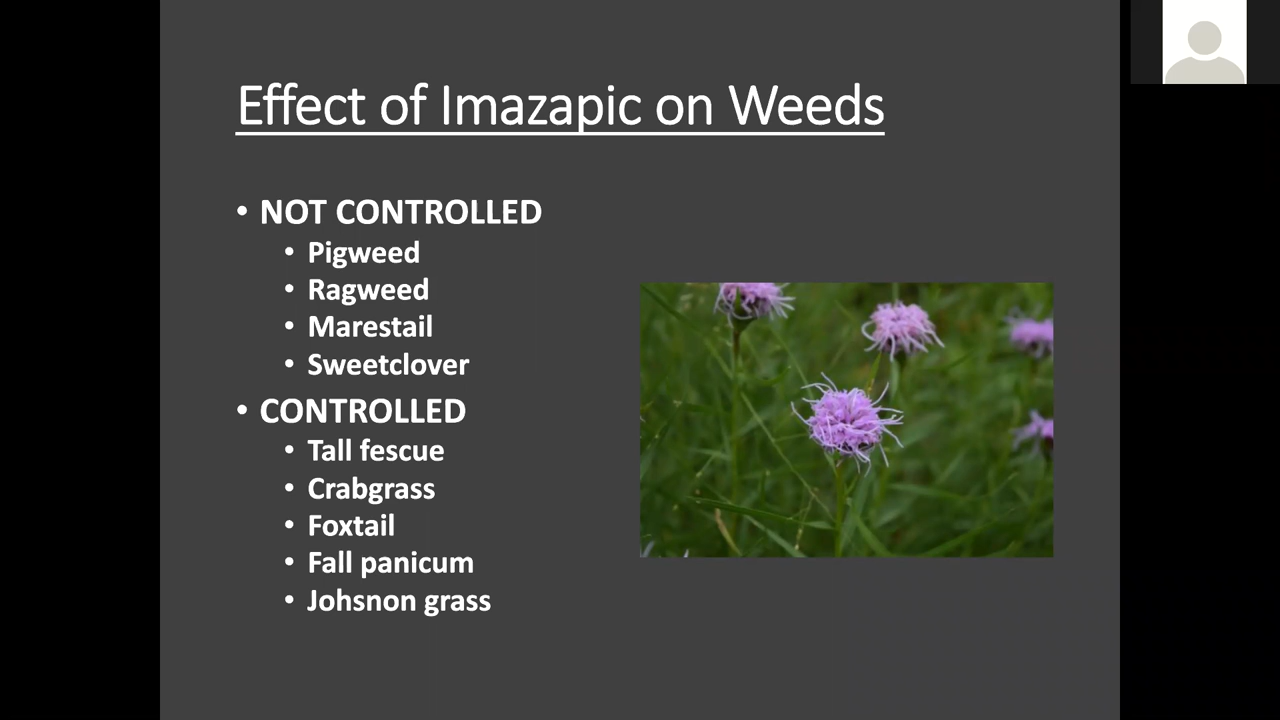 Effect of Imazapic on Weeds
• NOT CONTROLLED
• Pigweed
• Ragweed
• Marestail
• Sweetclover
• CONTROLLED
• Tall fescue
• Crabgrass
• Foxtail
• Fall panicum
• Johsnon grass